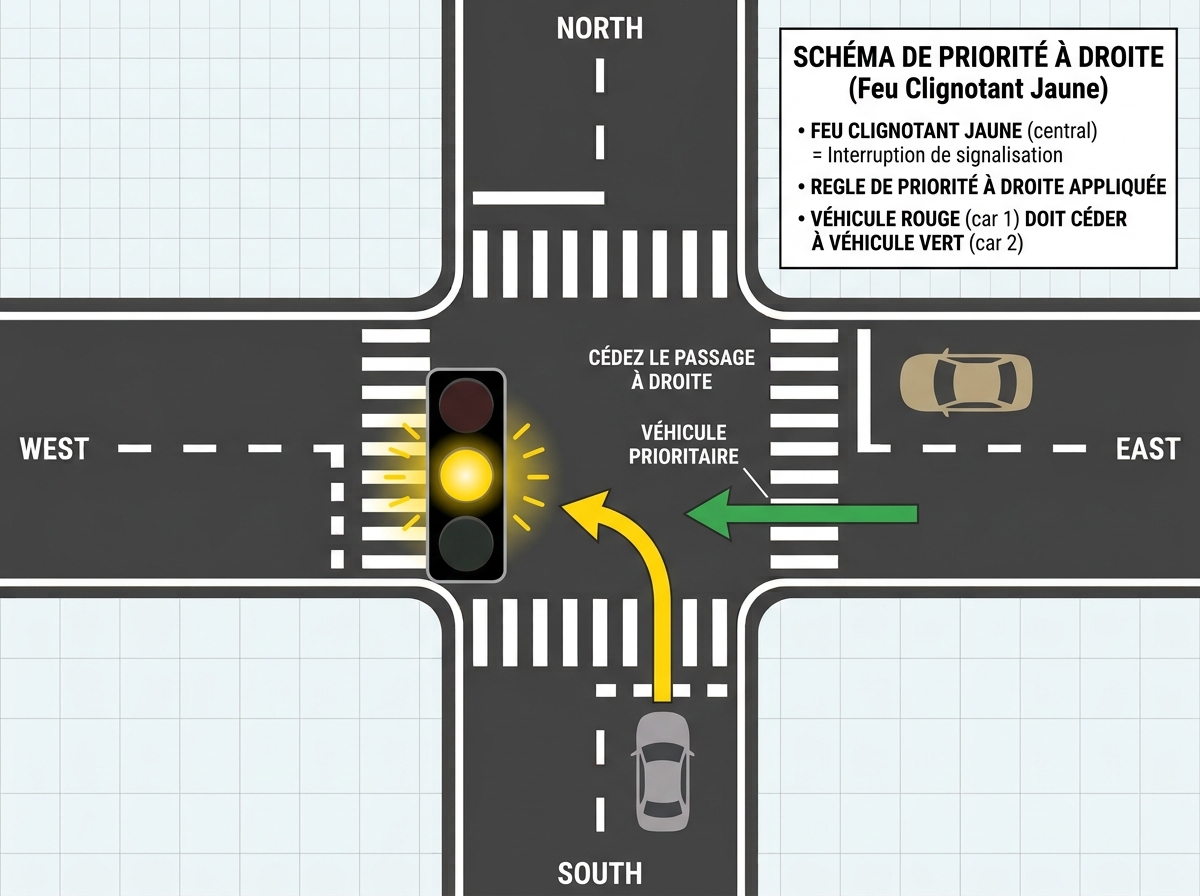 NORTH
SCHÉMA DE PRIORITÉ À DROITE
(Feu Clignotant Jaune)
• FEU CLIGNOTANT JAUNE (central)
= Interruption de signalisation
• REGLE DE PRIORITÉ À DROITE APPLIQUÉE
• VÉHICULE ROUGE (car 1) DOIT CÉDER
À VÉHICULE VERT (car 2)
CÉDEZ LE PASSAGE
À DROITE
VÉHICULE
PRIORITAIRE
WEST
EAST
SOUTH